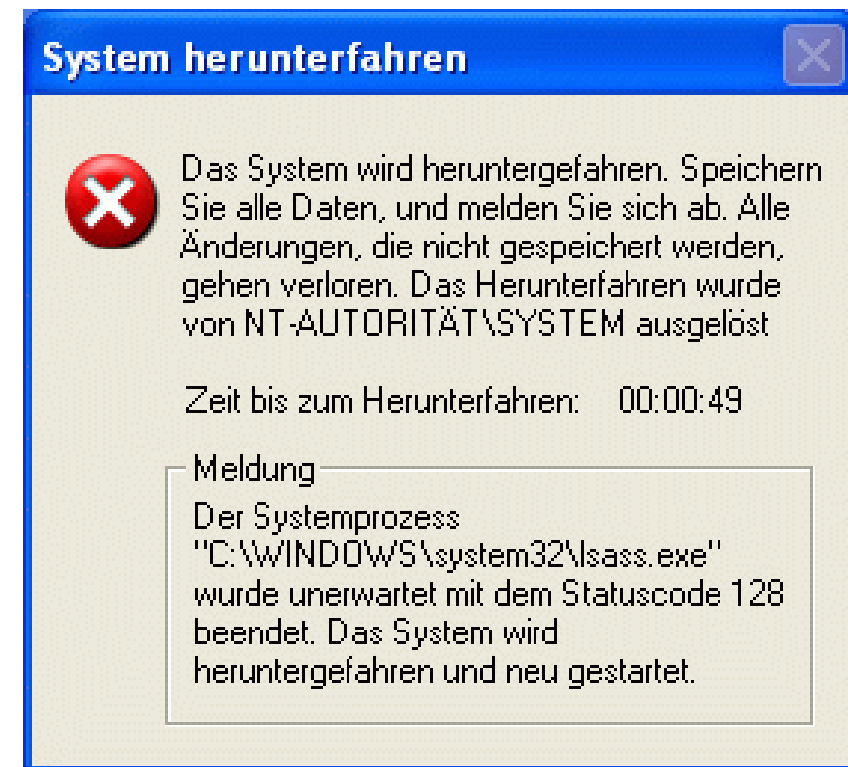 System herunterfahren
Das System wird heruntergefahren. Speichern
Sie alle Daten, und melden Sie sich ab. Alle
Änderungen, die nicht gespeichert werden,
gehen verloren. Das Herunterfahren wurde
von NT-AUTORITÄT\SYSTEM ausgelöst
Zeit bis zum Herunterfahren: 00:00:49
Meldung
Der Systemprozess
"C:\WINDOWS\system32\lsass.exe"
wurde unerwartet mit dem Statuscode 128
beendet. Das System wird
heruntergefahren und neu gestartet.